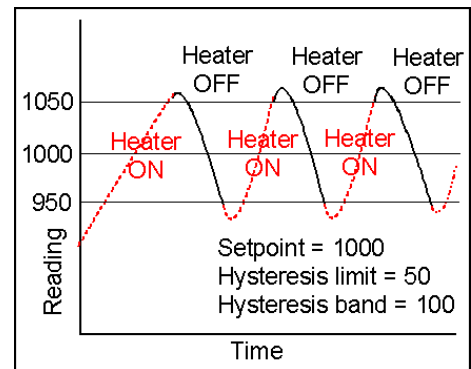 Heater Heater Heater
OFF OFF OFF
1050
Heater Heater Heater
1000
ON ON ON
950
Setpoint = 1000
Hysteresis limit = 50
Hysteresis band = 100
Reading
Time